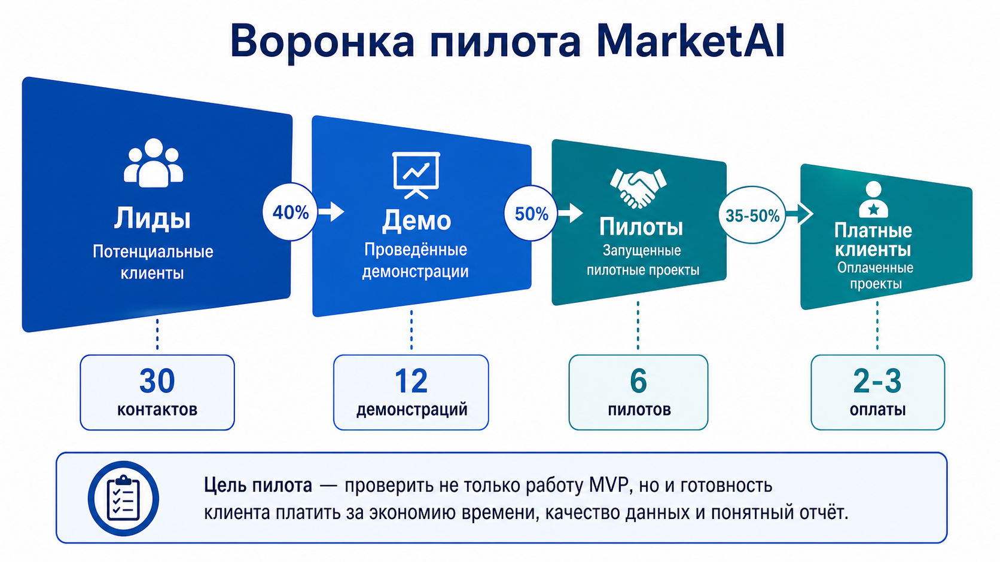 Воронка пилота MarketAI
Лиды
Потенциальные
клиенты
40%
Демо
Проведённые
демонстрации
50%
Пилоты
Запущенные
пилотные проекты
35-50%
Платные
клиенты
Оплаченные
проекты
30
контактов
12
демонстраций
6
пилотов
2-3
оплаты
Цель пилота — проверить не только работу MVP, но и готовность
клиента платить за экономию времени, качество данных и понятный отчёт.